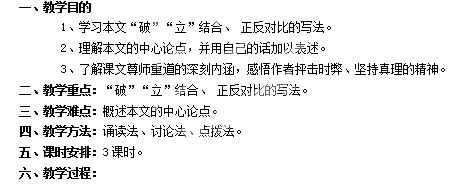 一、教学目的
1、学习本文“破”“立”结合、 正反对比的写法。
2、理解本文的中心论点，并用自己的话加以表述。
3、了解课文尊师重道的深刻内涵，感悟作者抨击时弊、坚持真理的精神。
二、教学重点：“破”“立”结合、 正反对比的写法。
三、教学难点：概述本文的中心论点。
四、教学方法：诵读法、讨论法、点拨法。
五、课时安排：3课时。
六、教学过程：